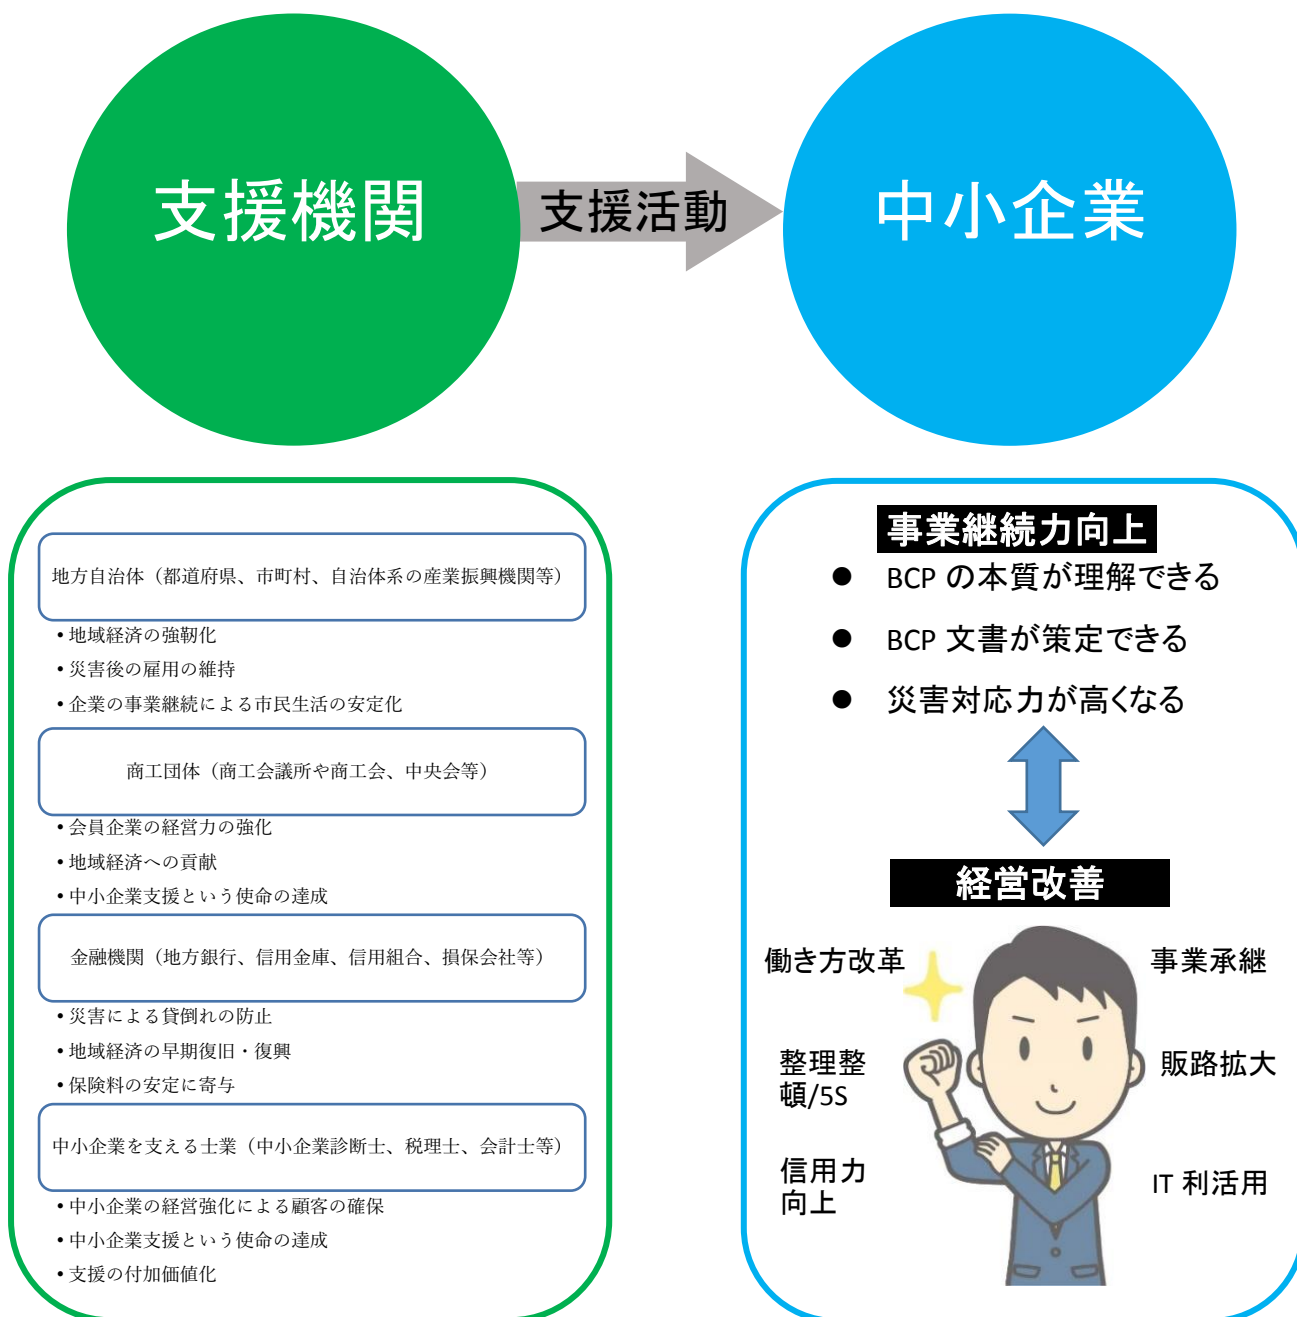 支援機関
支援活動
中小企業
地方自治体（都道府県、市町村、自治体系の産業振興機関等）
• 地域経済の強靭化
• 災害後の雇用の維持
• 企業の事業継続による市民生活の安定化
商工団体（商工会議所や商工会、中央会等）
• 会員企業の経営力の強化
• 地域経済への貢献
• 中小企業支援という使命の達成
金融機関（地方銀行、信用金庫、信用組合、損保会社等）
• 災害による貸倒れの防止
• 地域経済の早期復旧・復興
• 保険料の安定に寄与
中小企業を支える士業（中小企業診断士、税理士、会計士等）
• 中小企業の経営強化による顧客の確保
• 中小企業支援という使命の達成
• 支援の付加価値化
事業継続力向上
● BCP の本質が理解できる
● BCP 文書が策定できる
● 災害対応力が高くなる
経営改善
働き方改革
整理整
頓/5S
信用力
向上
事業承継
販路拡大
IT 利活用